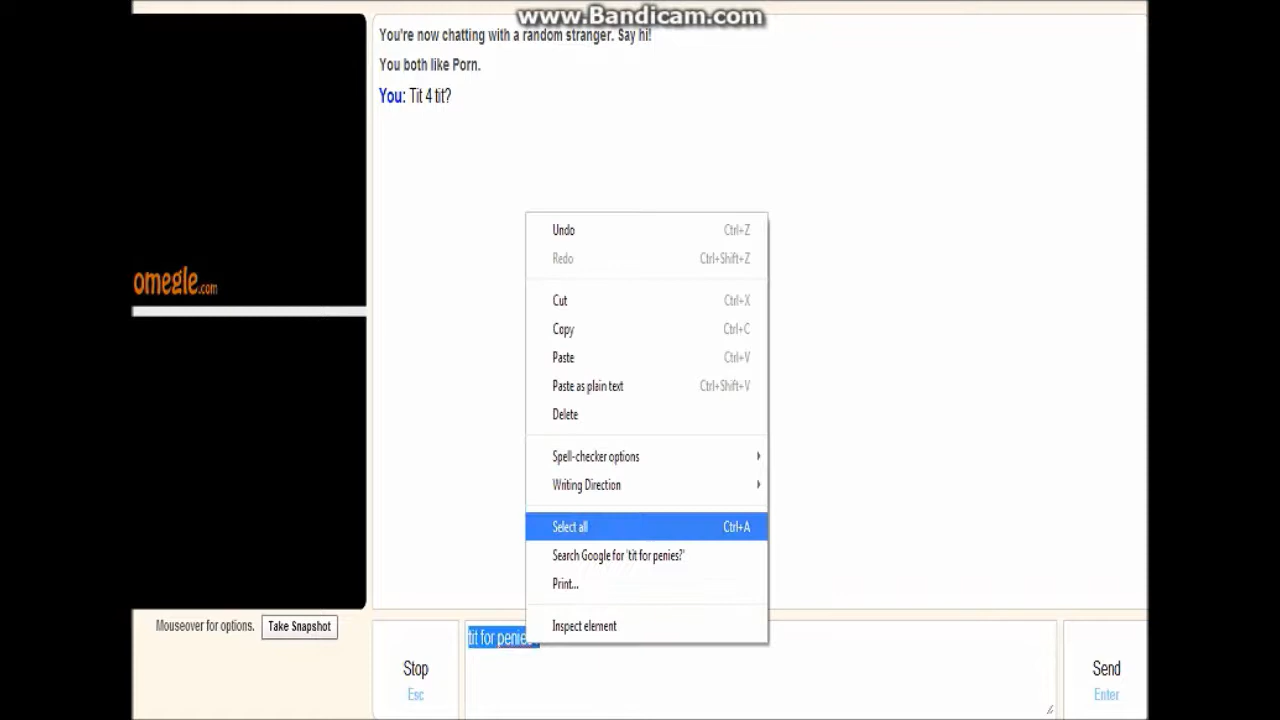 www.Bandicam.com
You're now chatting with a random stranger. Say hi!
You both like Porn.
You: Tit 4 tit?
omegle.com
Undo Ctrl+Z
Redo Ctrl+Shift+Z
Cut Ctrl+X
Copy Ctrl+C
Paste Ctrl+V
Paste as plain text Ctrl+Shift+V
Delete
Spell-checker options
Writing Direction
Select all Ctrl+A
Search Google for 'tit for penies?'
Print...
Inspect element
Mouseover for options. Take Snapshot
tit for penies
Stop
Esc
Send
Enter